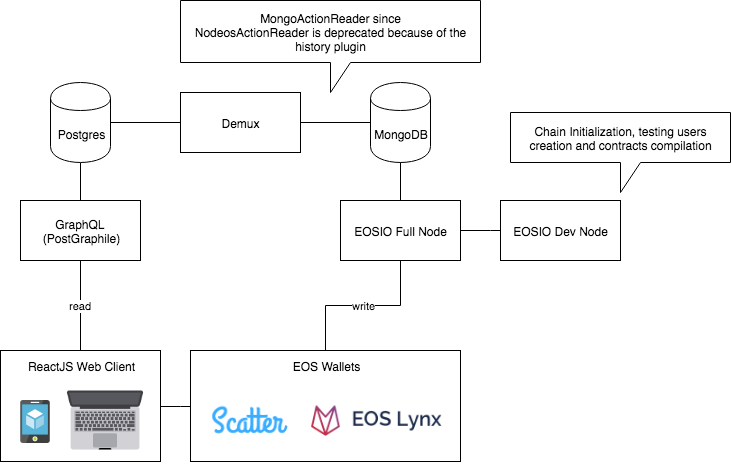 MongoActionReader since
NodeosActionReader is deprecated because of the
history plugin
Postgres
Demux
MongoDB
Chain Initialization, testing users
creation and contracts compilation
GraphQL
(PostGraphile)
EOSIO Full Node
EOSIO Dev Node
read
write
ReactJS Web Client
EOS Wallets
Scatter
EOS Lynx